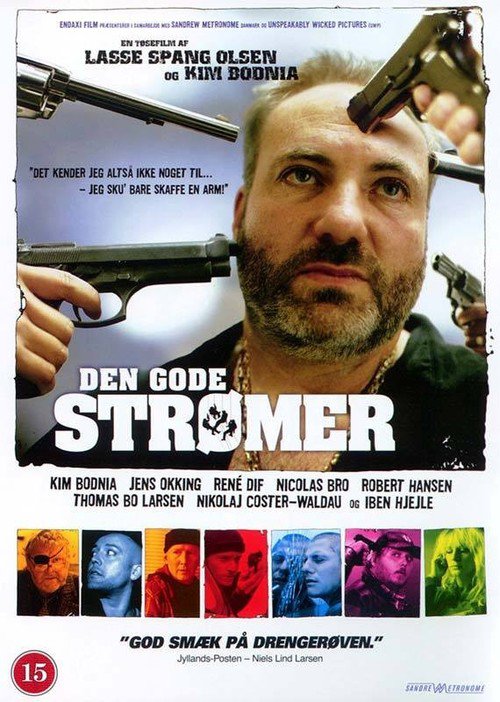 ENDAXI FILM PRÆSENTERER I SAMARBEJDE MED SANDREW METRONOME DANMARK OG UNSPEAKABLY WICKED PICTURES (UWP)
EN TØSEFILM AF
LASSE SPANG OLSEN
OG KIM BODNIA
"DET KENDER JEG ALTSÅ IKKE NOGET TIL...
– JEG SKU' BARE SKAFFE EN ARM!"
DEN GODE
STRØMER
KIM BODNIA JENS OKKING RENÉ DIF NICOLAS BRO ROBERT HANSEN
THOMAS BO LARSEN NIKOLAJ COSTER-WALDAU OG IBEN HJEJLE
"GOD SMÆK PÅ DRENGERØVEN."
Jyllands-Posten – Niels Lind Larsen
15
SANDREW METRONOME